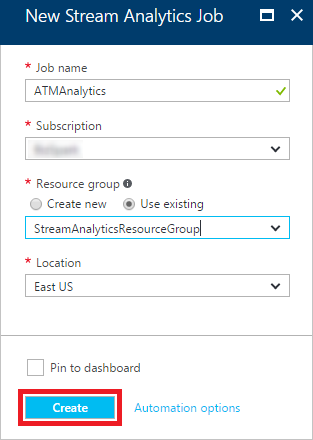 New Stream Analytics Job
* Job name
ATMAnalytics
* Subscription
* Resource group
Create new Use existing
StreamAnalyticsResourceGroup
* Location
East US
Pin to dashboard
Create Automation options